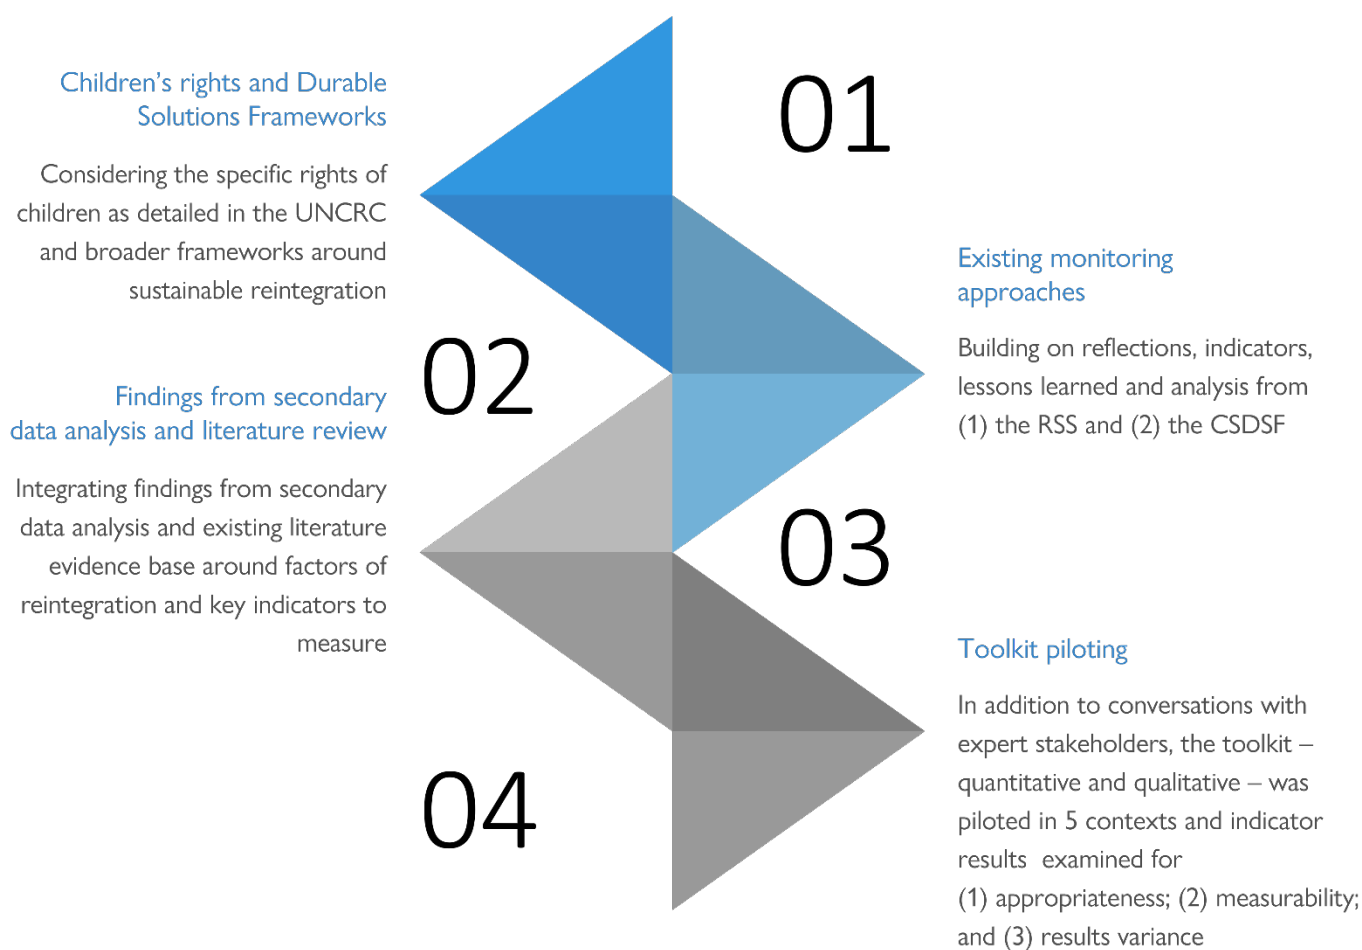 01
Children’s rights and Durable
Solutions Frameworks
Considering the specific rights of
children as detailed in the UNCRC
and broader frameworks around
sustainable reintegration
02
Existing monitoring
approaches
Building on reflections, indicators,
lessons learned and analysis from
(1) the RSS and (2) the CSDSF
03
Findings from secondary
data analysis and literature review
Integrating findings from secondary
data analysis and existing literature
evidence base around factors of
reintegration and key indicators to
measure
04
Toolkit piloting
In addition to conversations with
expert stakeholders, the toolkit –
quantitative and qualitative – was
piloted in 5 contexts and indicator
results examined for
(1) appropriateness; (2) measurability;
and (3) results variance